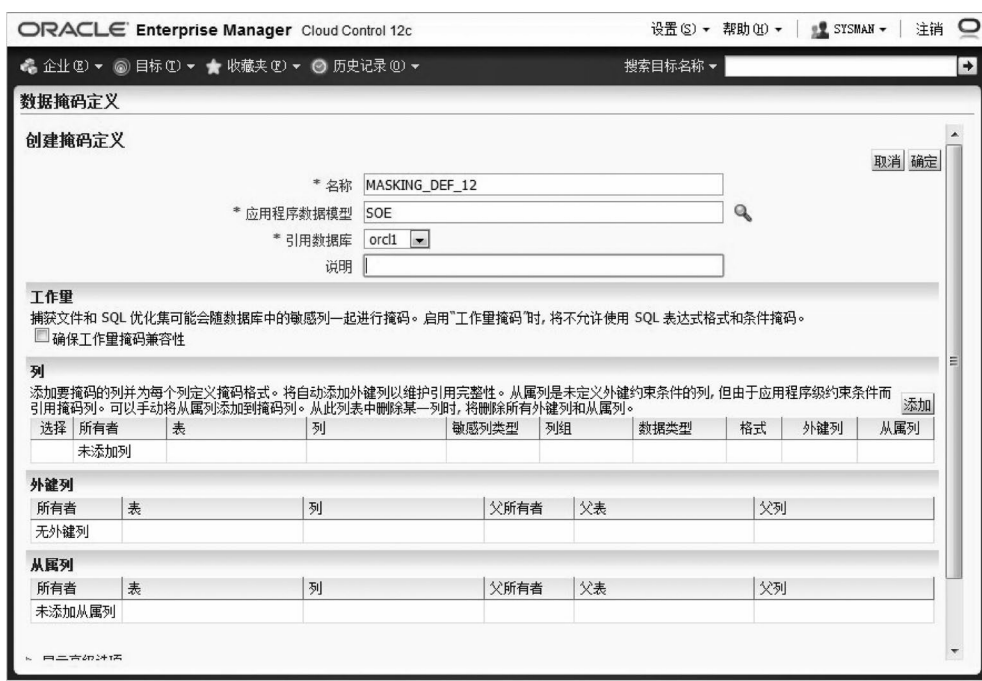 ORACLE Enterprise Manager Cloud Control 12c 设置(S) 帮助(H) SYSMAN 注销
企业(E) 目标(T) 收藏夹(F) 历史记录(O) 搜索目标名称
数据掩码定义
创建掩码定义
取消 确定
* 名称 MASKING_DEF_12
* 应用程序数据模型 SOE
* 引用数据库 orcl1
说明
工作量
捕获文件和 SQL 优化集可能会随数据库中的敏感列一起进行掩码。启用"工作量掩码"时, 将不允许使用 SQL 表达式格式和条件掩码。
确保工作量掩码兼容性
列
添加要掩码的列并为每个列定义掩码格式。将自动添加外键列以维护引用完整性。从属列是未定义外键约束条件的列, 但由于应用程序级约束条件而
引用掩码列。可以手动将从属列添加到掩码列。从此列表中删除某一列时, 将删除所有外键列和从属列。 添加
选择 所有者 表 列 敏感列类型 列组 数据类型 格式 外键列 从属列
未添加列
外键列
所有者 表 列 父所有者 父表 父列
无外键列
从属列
所有者 表 列 父所有者 父表 父列
未添加从属列
显示高级选项